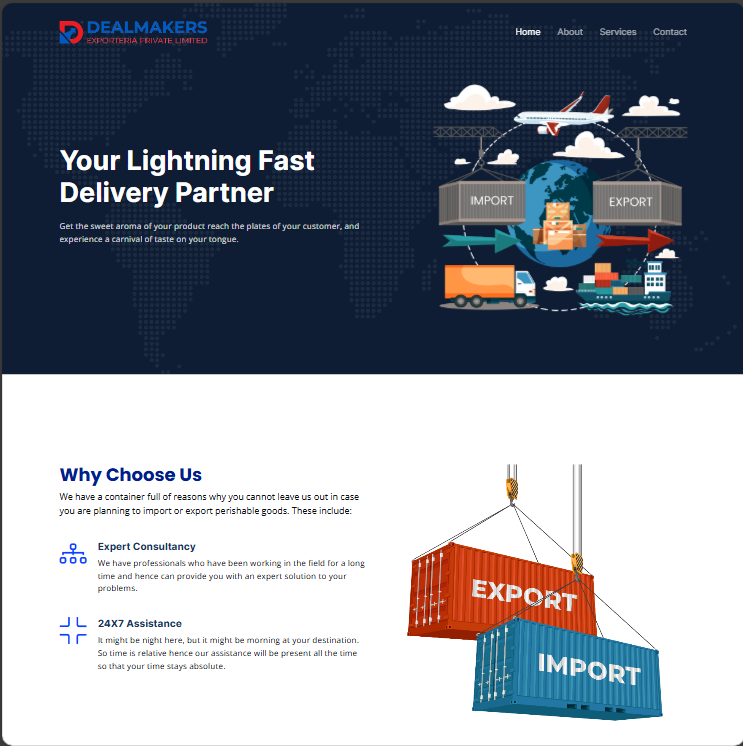 DEALMAKERS
EXPORTERIA PRIVATE LIMITED
Home About Services Contact
Your Lightning Fast
Delivery Partner
Get the sweet aroma of your product reach the plates of your customer, and
experience a carnival of taste on your tongue.
IMPORT
EXPORT
Why Choose Us
We have a container full of reasons why you cannot leave us out in case
you are planning to import or export perishable goods. These include:
Expert Consultancy
We have professionals who have been working in the field for a long
time and hence can provide you with an expert solution to your
problems.
24X7 Assistance
It might be night here, but it might be morning at your destination.
So time is relative hence our assistance will be present all the time
so that your time stays absolute.
EXPORT
IMPORT